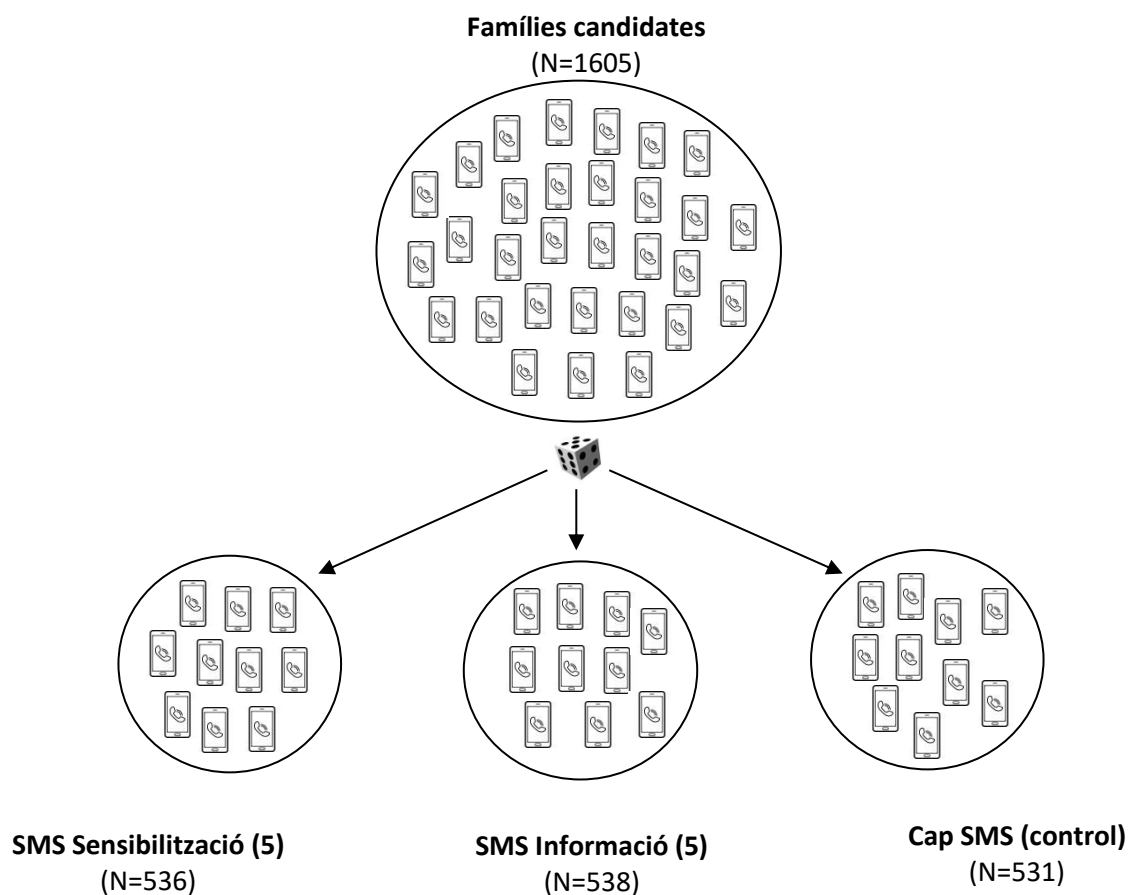 Famílies candidates
(N=1605)
SMS Sensibilització (5)
(N=536)
SMS Informació (5)
(N=538)
Cap SMS (control)
(N=531)